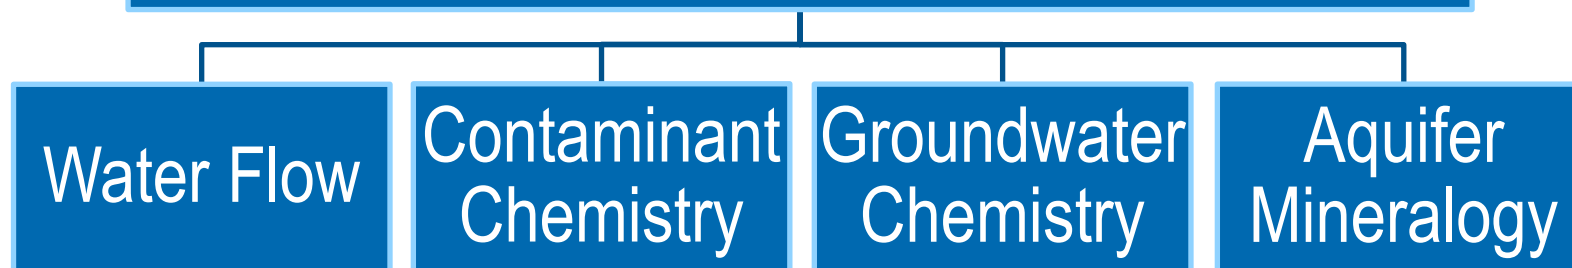 Water Flow
Contaminant
Chemistry
Groundwater
Chemistry
Aquifer
Mineralogy